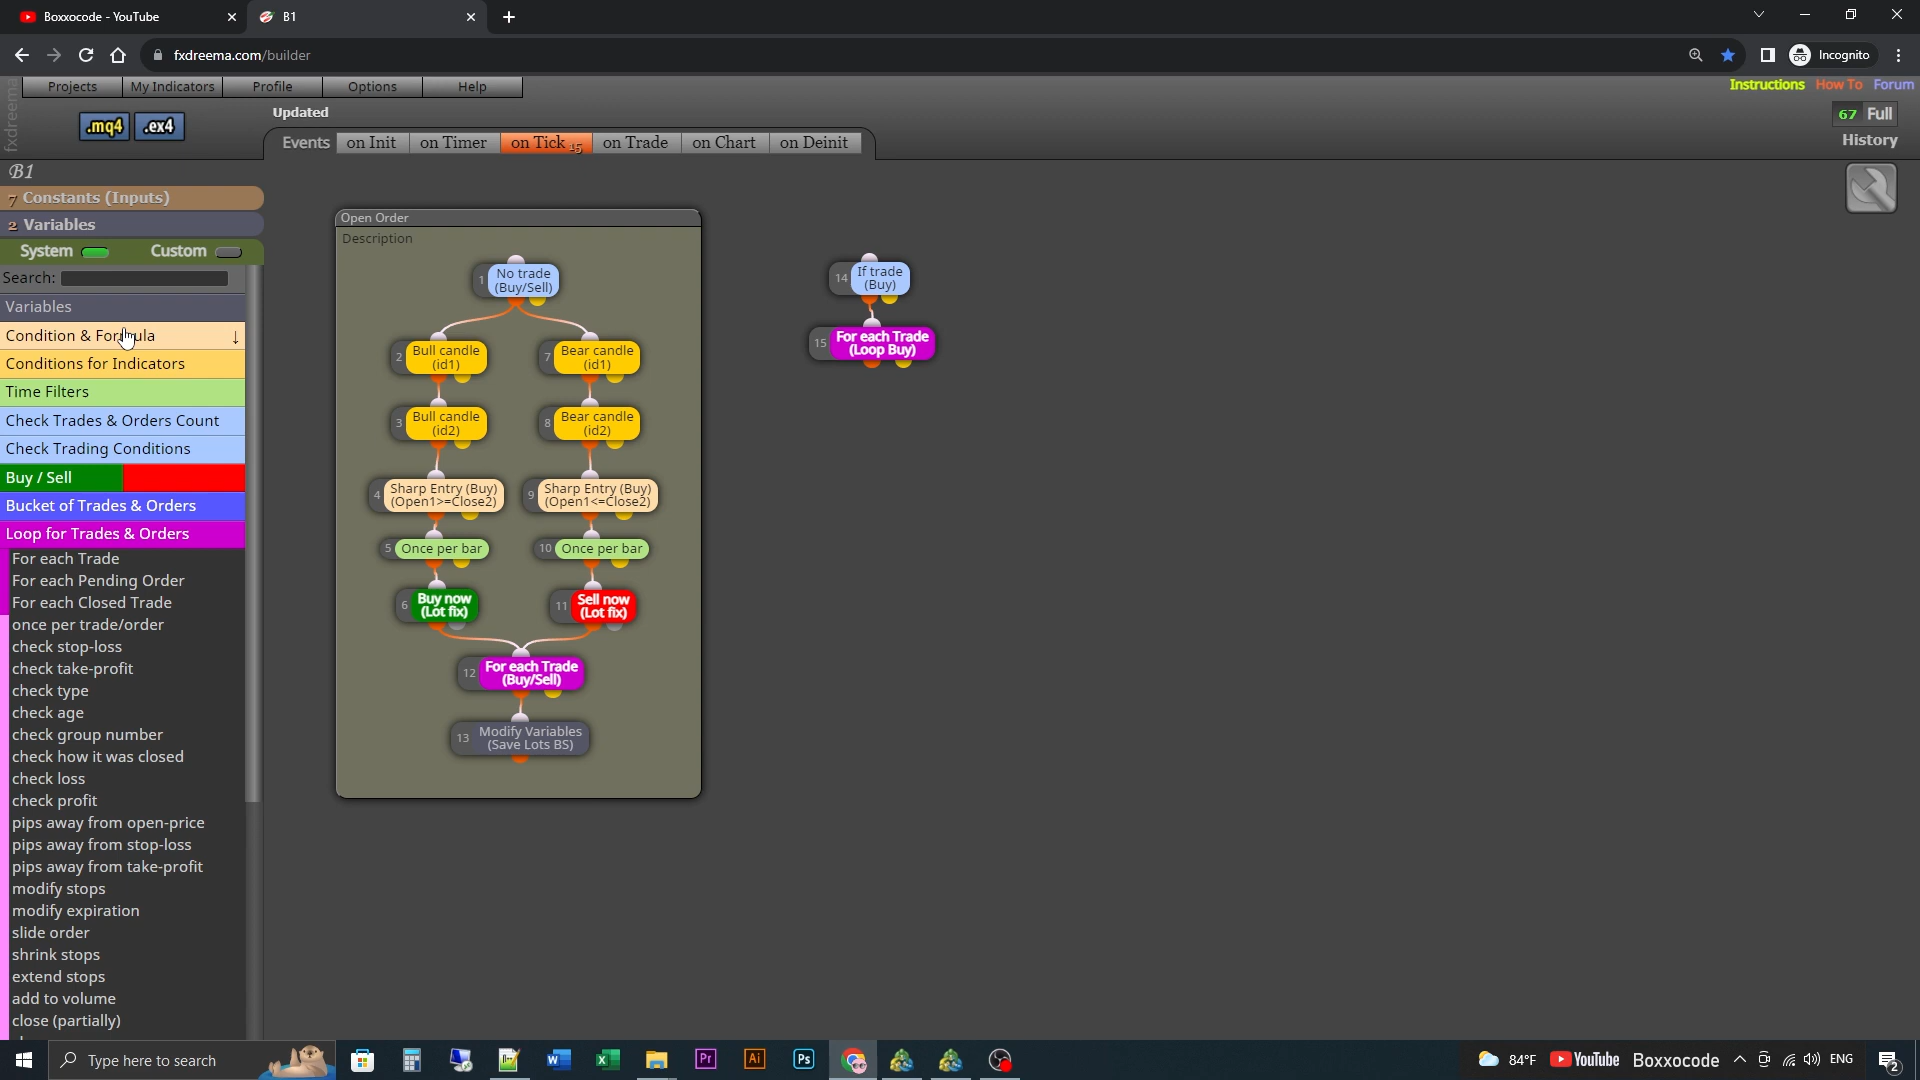 Boxxocode - YouTube
B1
fxdreema.com/builder
Incognito
Projects
My Indicators
Profile
Options
Help
Instructions How To Forum
fxdreema
.mq4 .ex4
Updated
67 Full
Events on Init on Timer on Tick 15 on Trade on Chart on Deinit
History
B1
7 Constants (Inputs)
2 Variables
System Custom
Search:
Variables
Condition & Formula ↓
Conditions for Indicators
Time Filters
Check Trades & Orders Count
Check Trading Conditions
Buy / Sell
Bucket of Trades & Orders
Loop for Trades & Orders
For each Trade
For each Pending Order
For each Closed Trade
once per trade/order
check stop-loss
check take-profit
check type
check age
check group number
check how it was closed
check loss
check profit
pips away from open-price
pips away from stop-loss
pips away from take-profit
modify stops
modify expiration
slide order
shrink stops
extend stops
add to volume
close (partially)
Open Order
Description
1 No trade
(Buy/Sell)
2 Bull candle
(id1)
7 Bear candle
(id1)
3 Bull candle
(id2)
8 Bear candle
(id2)
4 Sharp Entry (Buy)
(Open1>=Close2)
9 Sharp Entry (Buy)
(Open1<=Close2)
5 Once per bar
10 Once per bar
6 Buy now
(Lot fix)
11 Sell now
(Lot fix)
12 For each Trade
(Buy/Sell)
13 Modify Variables
(Save Lots BS)
14 If trade
(Buy)
15 For each Trade
(Loop Buy)
Type here to search
84°F
YouTube Boxxocode
ENG
2